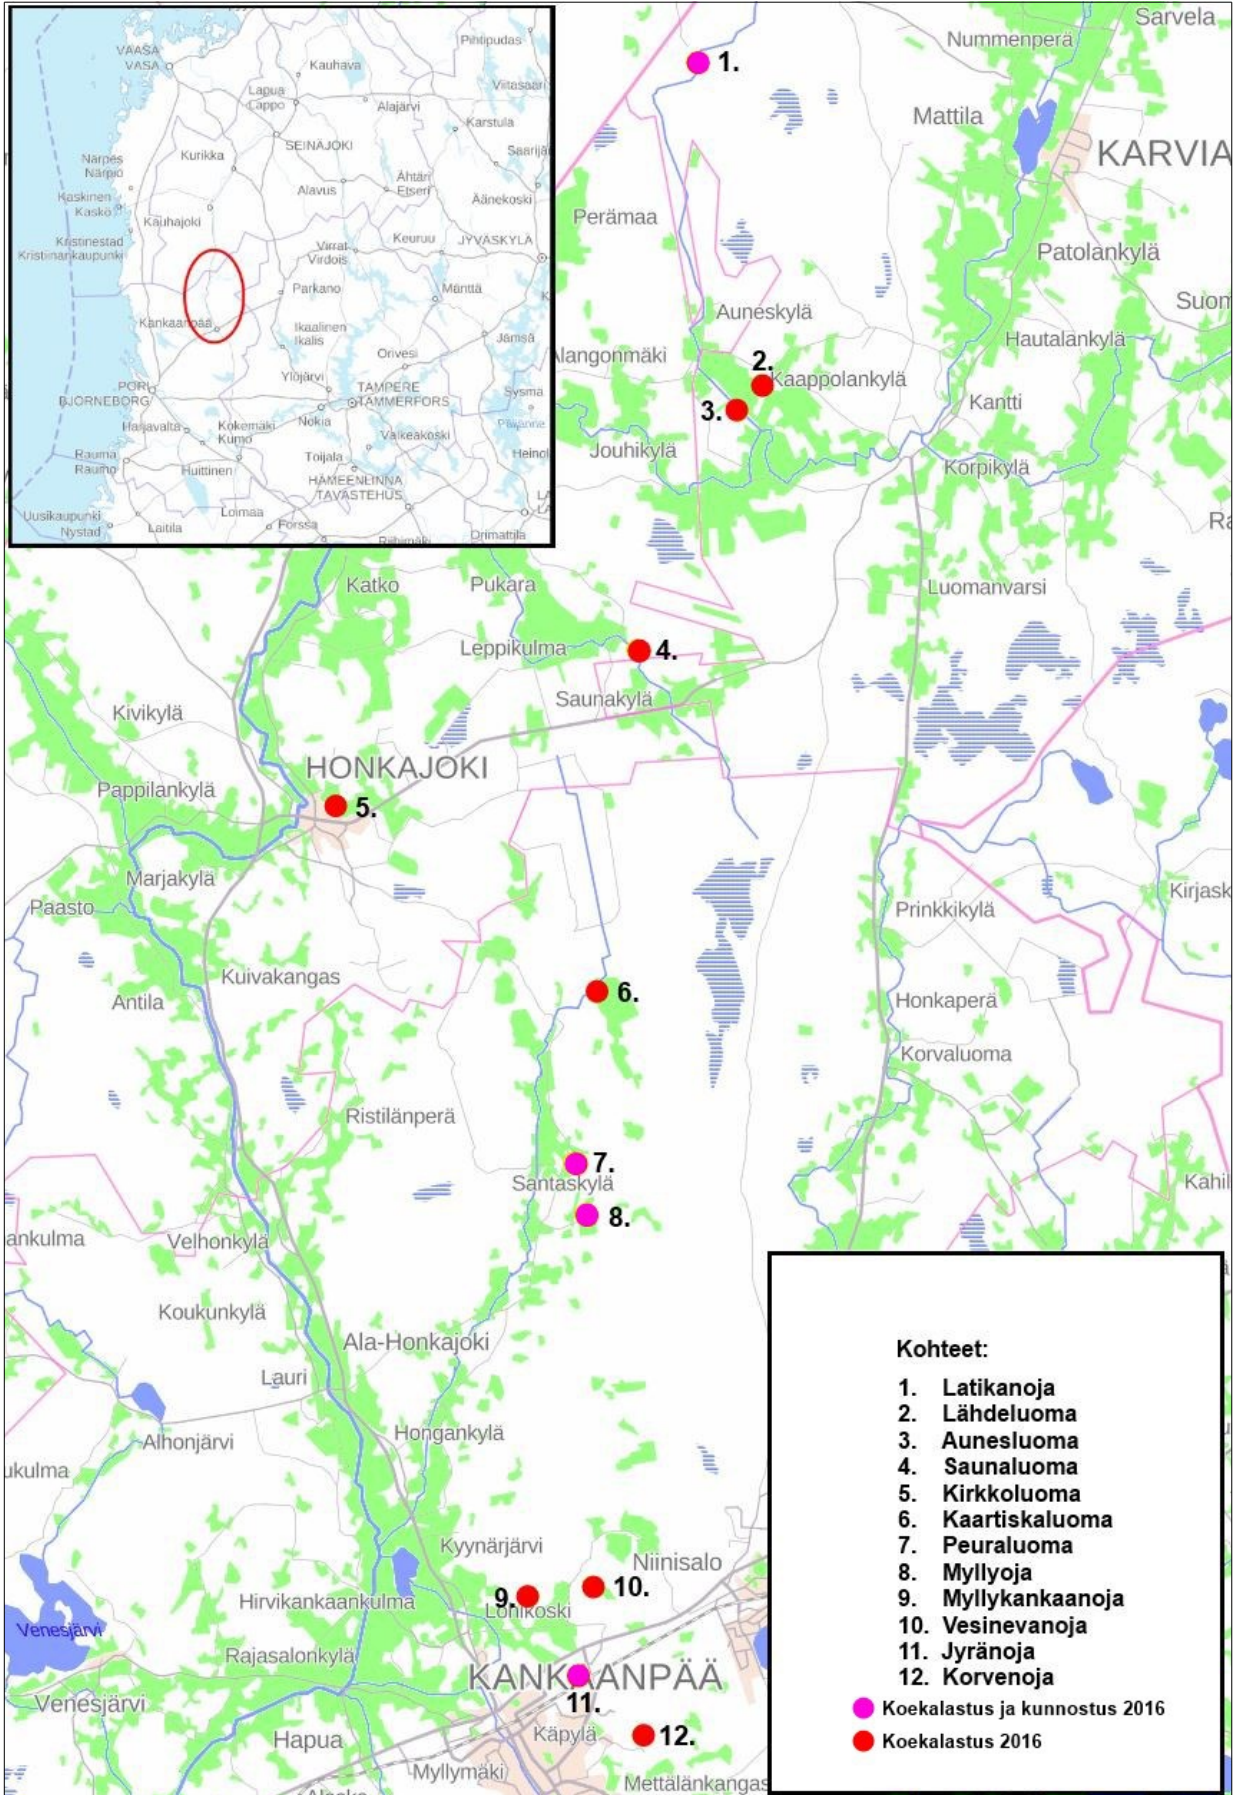 Pihtipudas
VAASA
VASA
Kauhava
Viitasaari
Lapua
Lappo
Alajärvi
Karstula
SEINÄJOKI
Kurikka
Närpes
Närpiö
Ähtäri
Etseri
Alavus
Äänekoski
Kaskinen
Kaskö
Kauhajoki
Kristinestad
Kristiinankaupunki
Virrat
Virdois
Keuruu
JYVÄSKYLÄ
Parkano
Mänttä
Kankaanpää
Ikaalinen
Ikalis
Jämsä
Orivesi
Ylöjärvi
PORI
BJÖRNEBORG
TAMPERE
TAMMERFORS
Sysmä
Harjavalta
Kokemäki
Kumo
Nokia
Valkeakoski
Rauma
Raumo
Huittinen
Toijala
HÄMEENLINNA
TAVASTEHUS
Uusikaupunki
Nystad
Laitila
Loimaa
Forssa
Riihimäki
Orimattila
Sarvela
Nummenperä
1.
Mattila
KARVIA
Perämaa
Patolankylä
Auneskylä
Hautalankylä
2.
Kaappolankylä
3.
Kantti
Jouhikylä
Korpikylä
Katko
Pukara
Luomanvarsi
Leppikulma
4.
Saunakylä
Kivikylä
HONKAJOKI
Pappilankylä
5.
Marjakylä
Paasto
Prinkkikylä
Kuivakangas
Antila
6.
Honkaperä
Korvaluoma
Ristilänperä
7.
Santaskylä
8.
ankulma
Velhonkylä
Koukunkylä
Ala-Honkajoki
Lauri
Hongankylä
Alhonjärvi
ukulma
Kyynärjärvi
Niinisalo
9.
10.
Lohikoski
Hirvikankaankulma
Venesjärvi
Rajasalonkylä
KANKAANPÄÄ
11.
Venesjärvi
Hapua
Käpylä
12.
Myllymäki
Mettälänkangas
Kohteet:
1. Latikanoja
2. Lähdeluoma
3. Aunesluoma
4. Saunaluoma
5. Kirkkoluoma
6. Kaartiskaluoma
7. Peuraluoma
8. Myllyoja
9. Myllykankaanoja
10. Vesinevanoja
11. Jyränoja
12. Korvenoja
Koekalastus ja kunnostus 2016
Koekalastus 2016